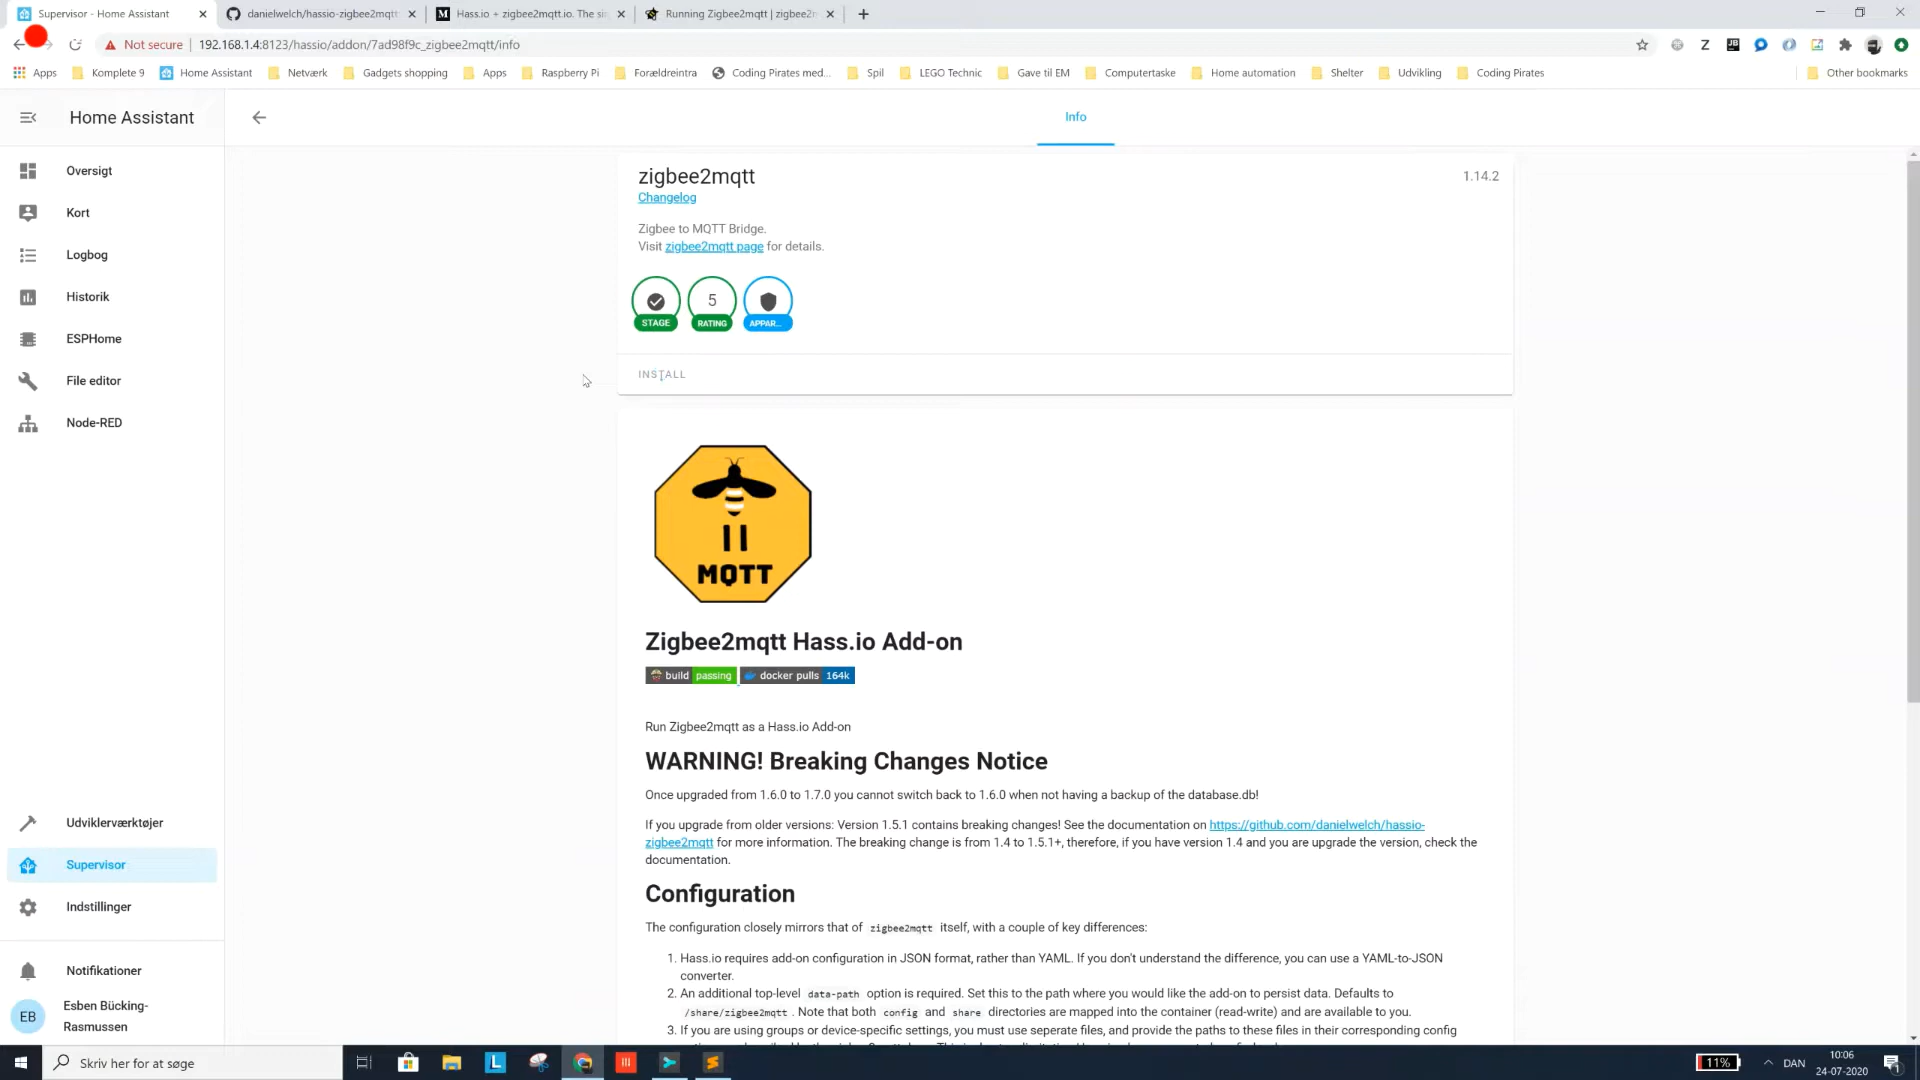 Supervisor - Home Assistant
danielwelch/hassio-zigbee2mqtt
Hass.io + zigbee2mqtt.io. The si
Running Zigbee2mqtt | zigbee2
Not secure
192.168.1.4:8123/hassio/addon/7ad98f9c_zigbee2mqtt/info
Apps
Komplete 9
Home Assistant
Netværk
Gadgets shopping
Apps
Raspberry Pi
Forældreintra
Coding Pirates med...
Spil
LEGO Technic
Gave til EM
Computertaske
Home automation
Shelter
Udvikling
Coding Pirates
Other bookmarks
Home Assistant
Info
Oversigt
Kort
Logbog
Historik
ESPHome
File editor
Node-RED
Udviklerværktøjer
Supervisor
Indstillinger
Notifikationer
EB
Esben Bücking-
Rasmussen
zigbee2mqtt
1.14.2
Changelog
Zigbee to MQTT Bridge.
Visit zigbee2mqtt page for details.
STAGE
5
RATING
APPAR...
INSTALL
MQTT
Zigbee2mqtt Hass.io Add-on
build passing docker pulls 164k
Run Zigbee2mqtt as a Hass.io Add-on
WARNING! Breaking Changes Notice
Once upgraded from 1.6.0 to 1.7.0 you cannot switch back to 1.6.0 when not having a backup of the database.db!
If you upgrade from older versions: Version 1.5.1 contains breaking changes! See the documentation on https://github.com/danielwelch/hassio-
zigbee2mqtt for more information. The breaking change is from 1.4 to 1.5.1+, therefore, if you have version 1.4 and you are upgrade the version, check the
documentation.
Configuration
The configuration closely mirrors that of zigbee2mqtt itself, with a couple of key differences:
1. Hass.io requires add-on configuration in JSON format, rather than YAML. If you don't understand the difference, you can use a YAML-to-JSON
converter.
2. An additional top-level data-path option is required. Set this to the path where you would like the add-on to persist data. Defaults to
/share/zigbee2mqtt . Note that both config and share directories are mapped into the container (read-write) and are available to you.
3. If you are using groups or device-specific settings, you must use seperate files, and provide the paths to these files in their corresponding config
Skriv her for at søge
11%
DAN
10:06
24-07-2020